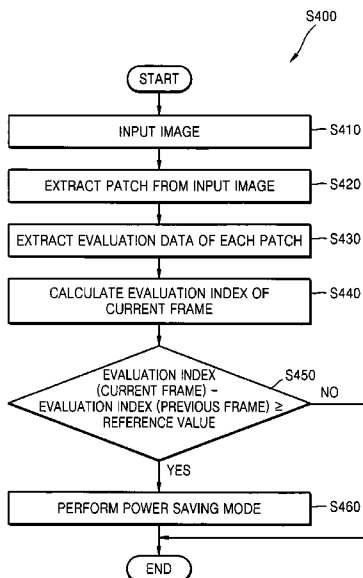 S400
START
INPUT IMAGE
S410
EXTRACT PATCH FROM INPUT IMAGE
S420
EXTRACT EVALUATION DATA OF EACH PATCH
S430
CALCULATE EVALUATION INDEX OF
CURRENT FRAME
S440
EVALUATION INDEX
(CURRENT FRAME) –
EVALUATION INDEX (PREVIOUS FRAME) ≥
REFERENCE VALUE
S450
NO
YES
PERFORM POWER SAVING MODE
S460
END